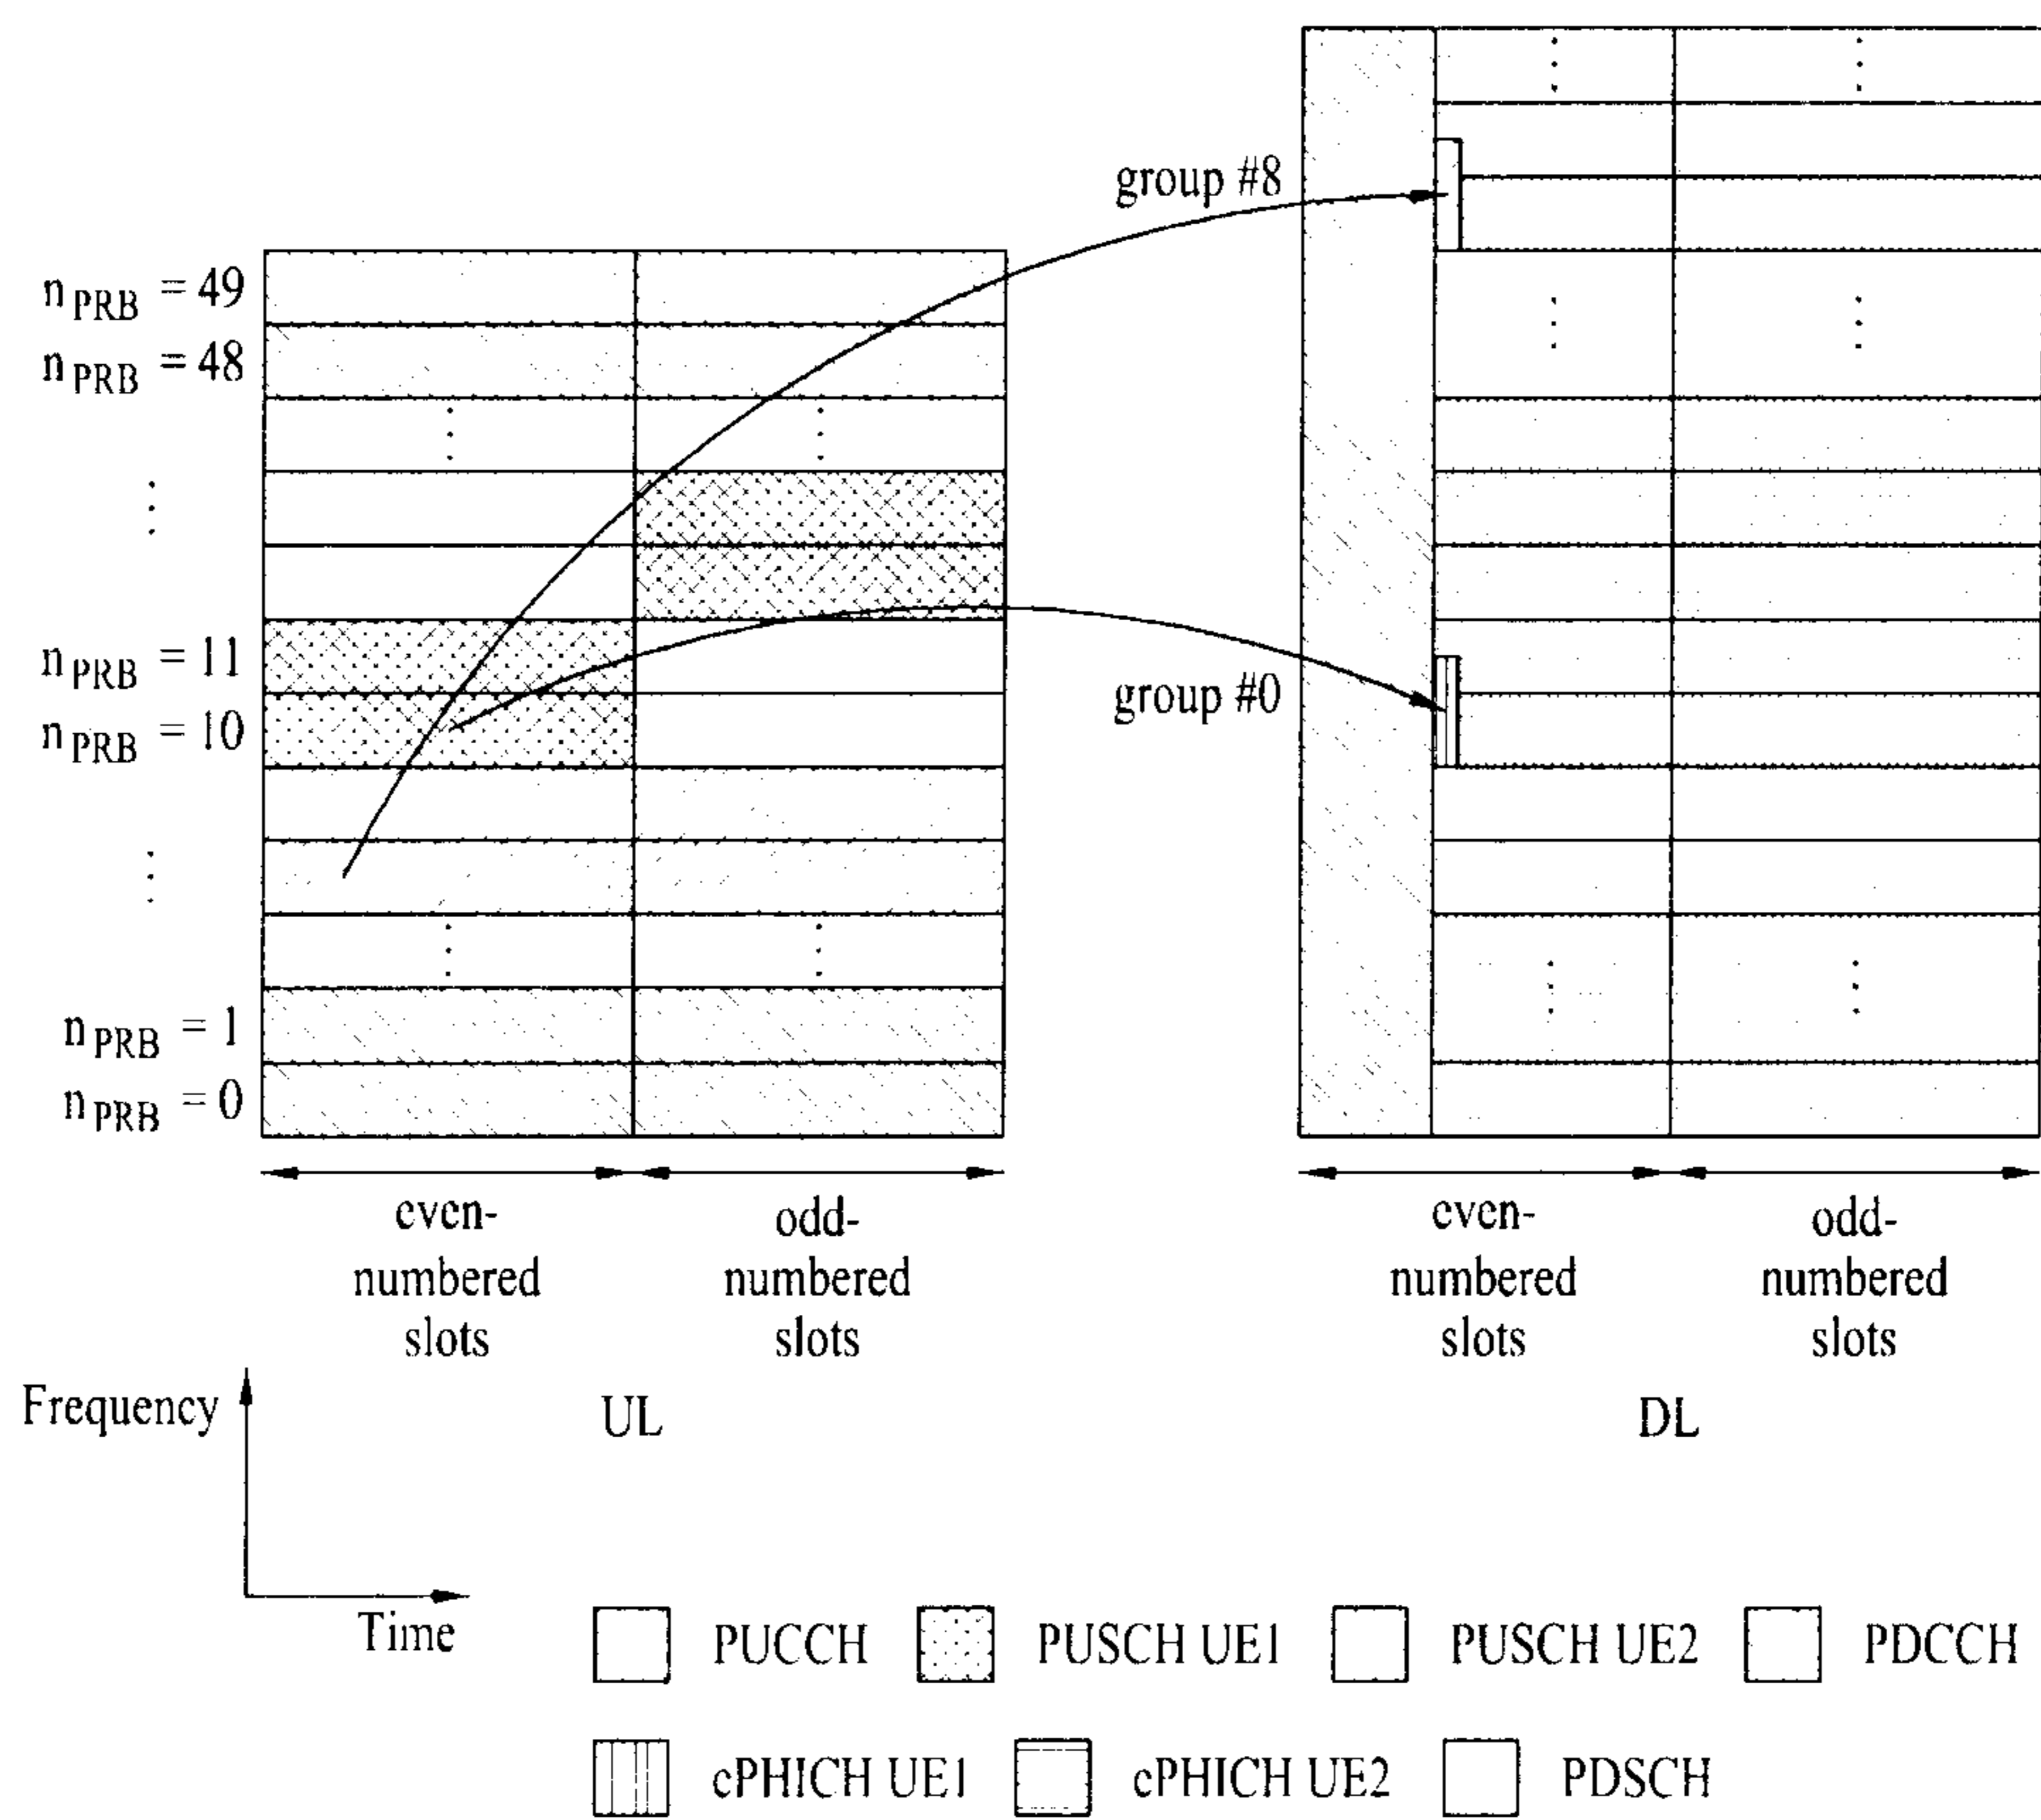 group #8
n PRB = 49
n PRB = 48
n PRB = 11
group #0
n PRB = 10
n PRB = 1
n PRB = 0
even-
numbered
slots
odd-
numbered
slots
even-
numbered
slots
odd-
numbered
slots
Frequency
UL
DL
Time
PUCCH
PUSCH UE1
PUSCH UE2
PDCCH
ePHICH UE1
ePHICH UE2
PDSCH